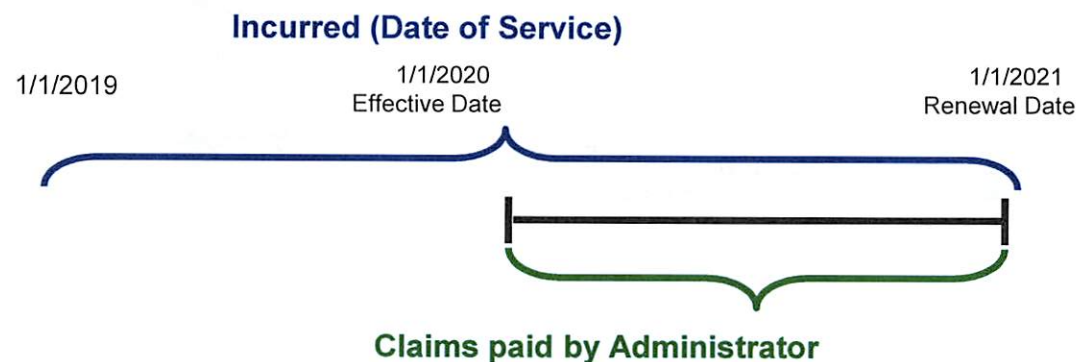 Incurred (Date of Service)
1/1/2019
1/1/2020
Effective Date
1/1/2021
Renewal Date
Claims paid by Administrator